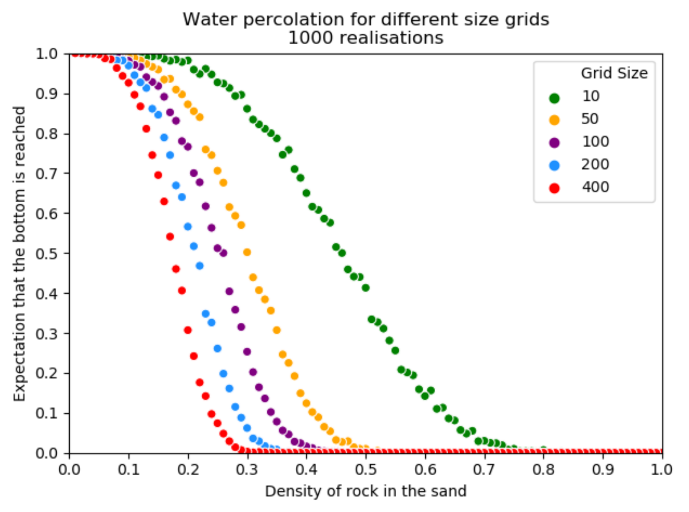 Water percolation for different size grids
1000 realisations
Expectation that the bottom is reached
1.0
0.9
0.8
0.7
0.6
0.5
0.4
0.3
0.2
0.1
0.0
Grid Size
10
50
100
200
400
0.0 0.1 0.2 0.3 0.4 0.5 0.6 0.7 0.8 0.9 1.0
Density of rock in the sand